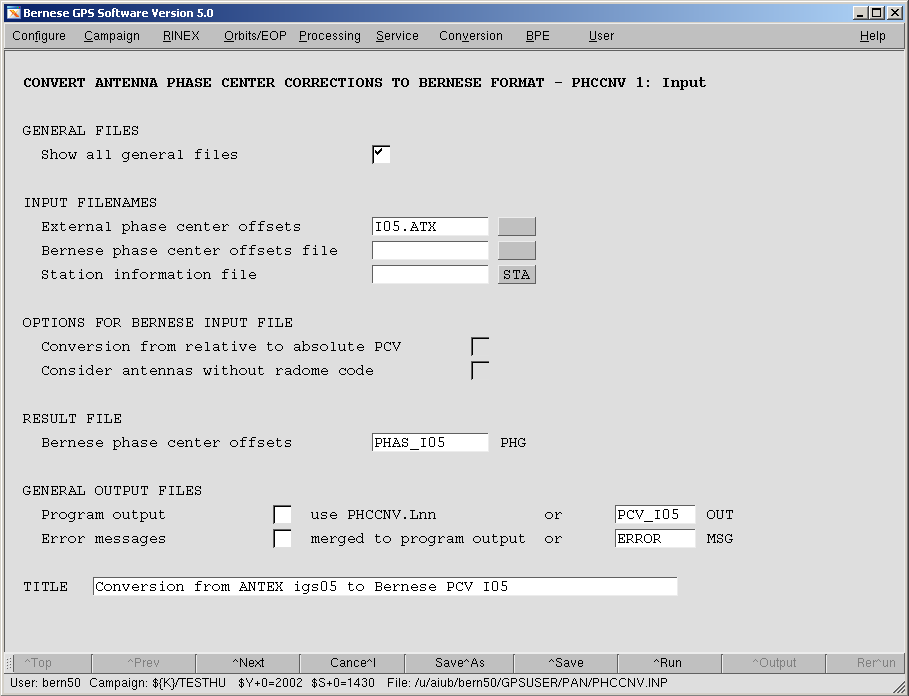 Bernese GPS Software Version 5.0
Configure Campaign RINEX Orbits/EOP Processing Service Conversion BPE User Help
CONVERT ANTENNA PHASE CENTER CORRECTIONS TO BERNESE FORMAT - PHCCNV 1: Input
GENERAL FILES
Show all general files
INPUT FILENAMES
External phase center offsets I05.ATX
Bernese phase center offsets file
Station information file STA
OPTIONS FOR BERNESE INPUT FILE
Conversion from relative to absolute PCV
Consider antennas without radome code
RESULT FILE
Bernese phase center offsets PHAS_I05 PHG
GENERAL OUTPUT FILES
Program output use PHCCNV.Lnn or PCV_I05 OUT
Error messages merged to program output or ERROR MSG
TITLE Conversion from ANTEX igs05 to Bernese PCV I05
^Top ^Prev ^Next Cance^l Save^As ^Save ^Run ^Output Rer^un
User: bern50 Campaign: ${K}/TESTHU $Y+0=2002 $S+0=1430 File: /u/aiub/bern50/GPSUSER/PAN/PHCCNV.INP